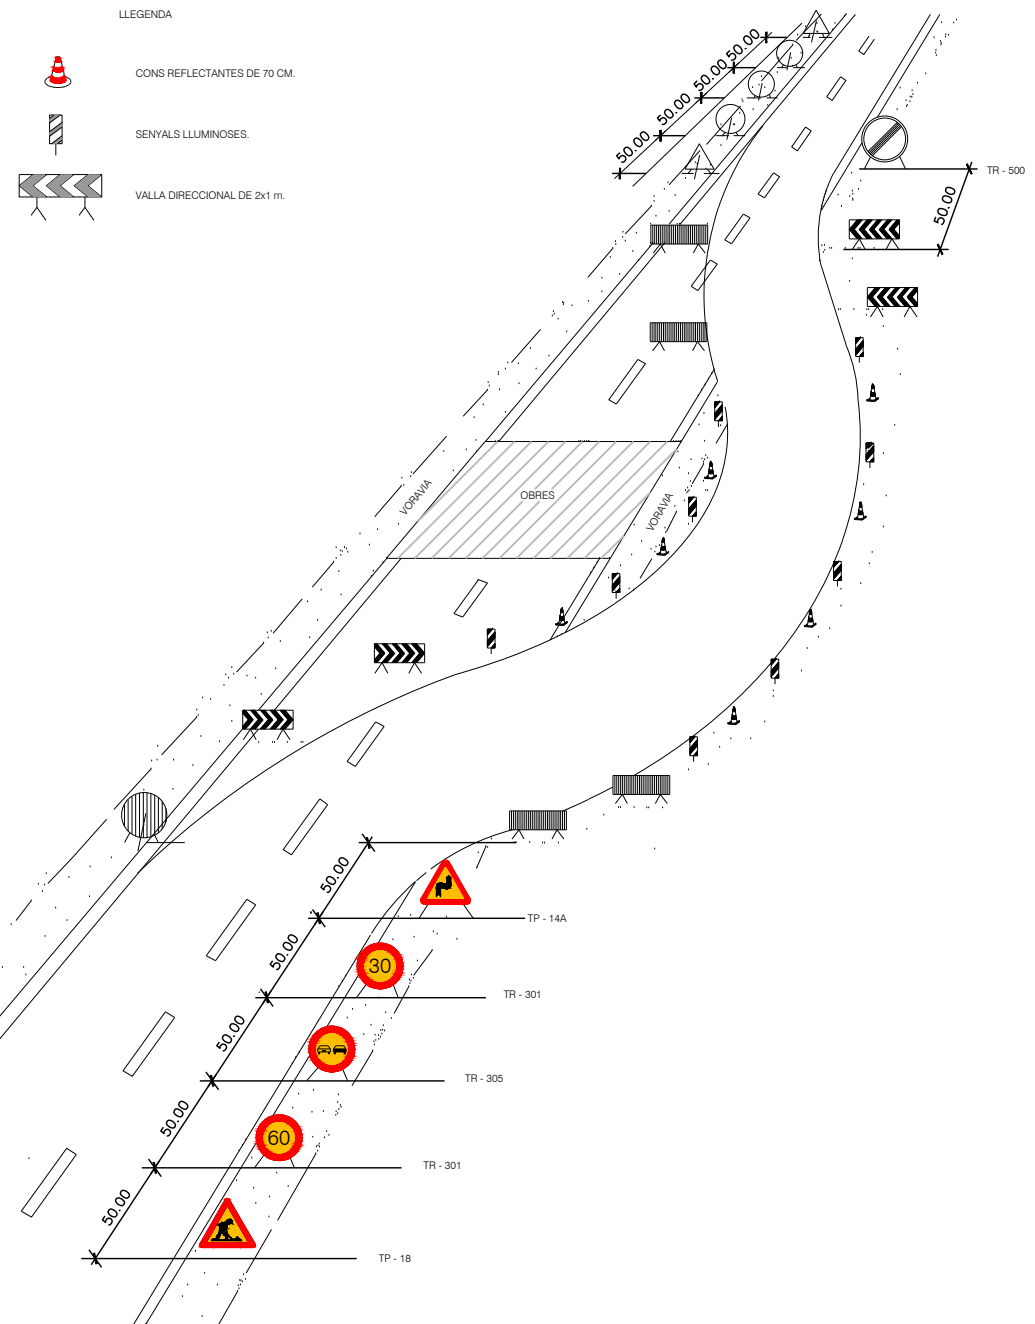 LLEGENDA
CONS REFLECTANTES DE 70 CM.
SENYALS LLUMINOSES.
VALLA DIRECCIONAL DE 2x1 m.
50.00
50.00
50.00
50.00
TR - 500
50.00
VORAVIA
OBRES
VORAVIA
50.00
TP - 14A
50.00
30
TR - 301
50.00
TR - 305
50.00
60
TR - 301
50.00
TP - 18